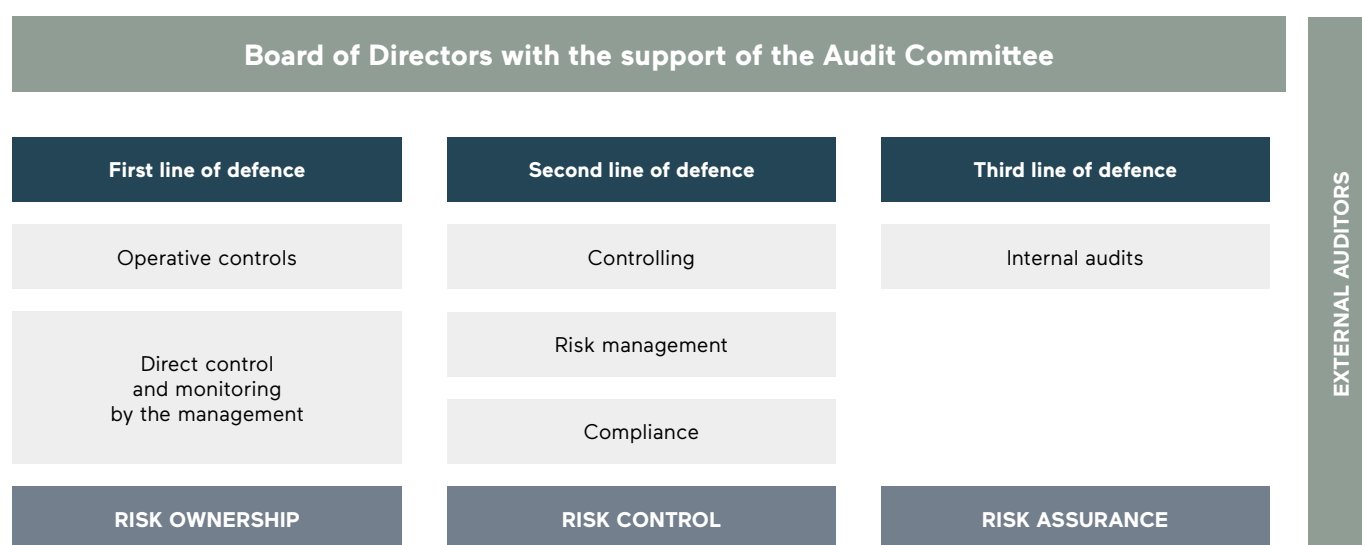 Board of Directors with the support of the Audit Committee
First line of defence
Operative controls
Direct control
and monitoring
by the management
RISK OWNERSHIP
Second line of defence
Controlling
Risk management
Compliance
RISK CONTROL
Third line of defence
Internal audits
RISK ASSURANCE
EXTERNAL AUDITORS